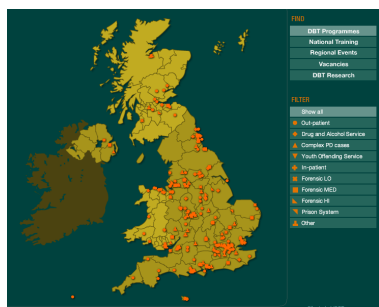 FIND
DBT Programmes
National Training
Regional Events
Vacancies
DBT Research
FILTER
Show all
Out-patient
Drug and Alcohol Service
Complex PD cases
Youth Offending Service
In-patient
Forensic LO
Forensic MED
Forensic HI
Prison System
Other